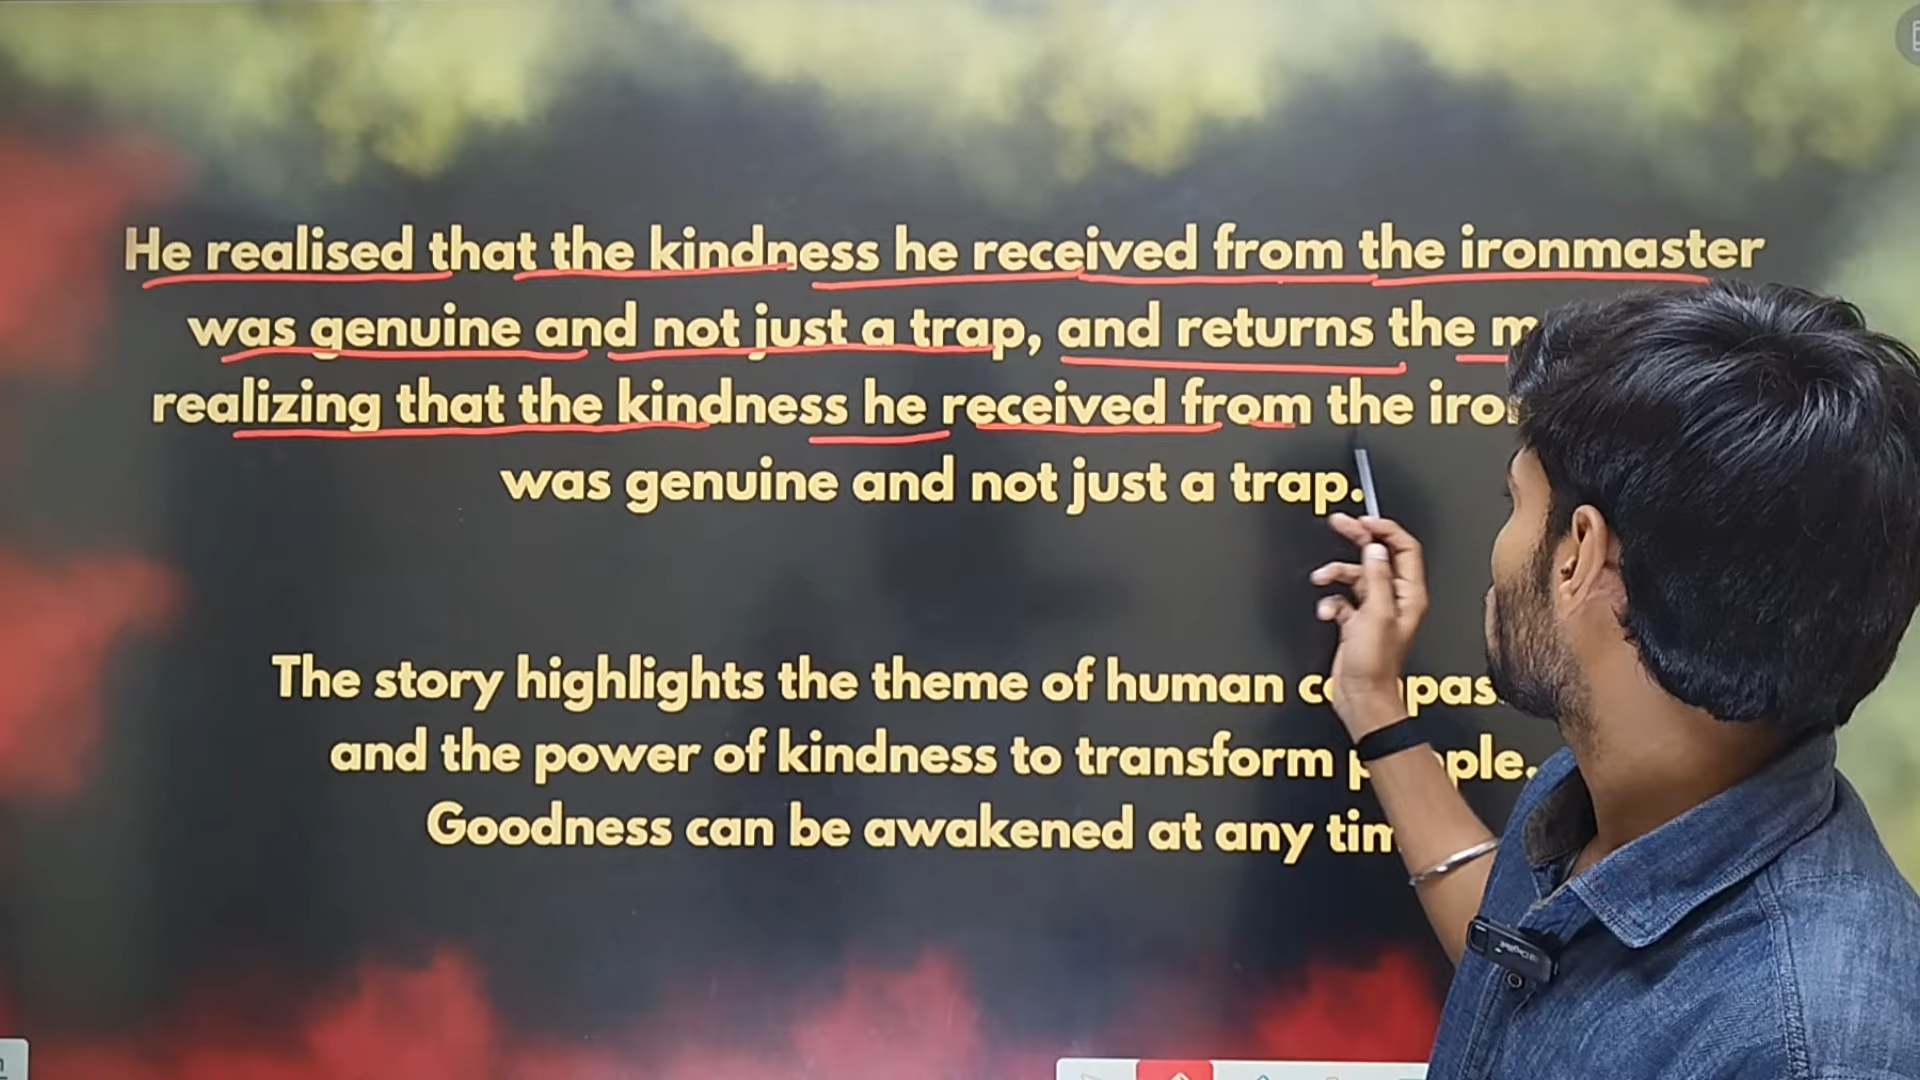 He realised that the kindness he received from the ironmaster
was genuine and not just a trap, and returns the
realizing that the kindness he received from the
was genuine and not just a trap.
The story highlights the theme of human
and the power of kindness to transform
Goodness can be awakened at any